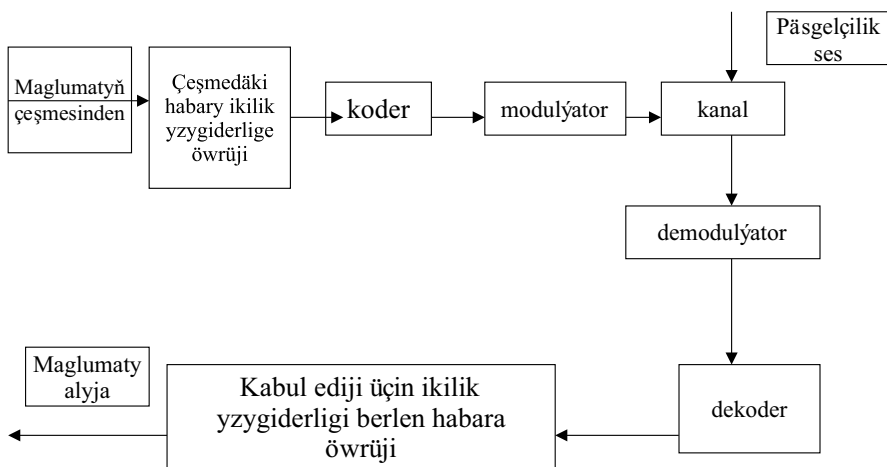 Maglumatyň
çeşmesinden
Çeşmedäki
habary ikilik
yzygiderlige
öwrüji
koder
modulýator
kanal
Päsgelçilik
ses
demodulýator
dekoder
Kabul ediji üçin ikilik
yzygiderligi berlen habara
öwrüji
Maglumaty
alyja